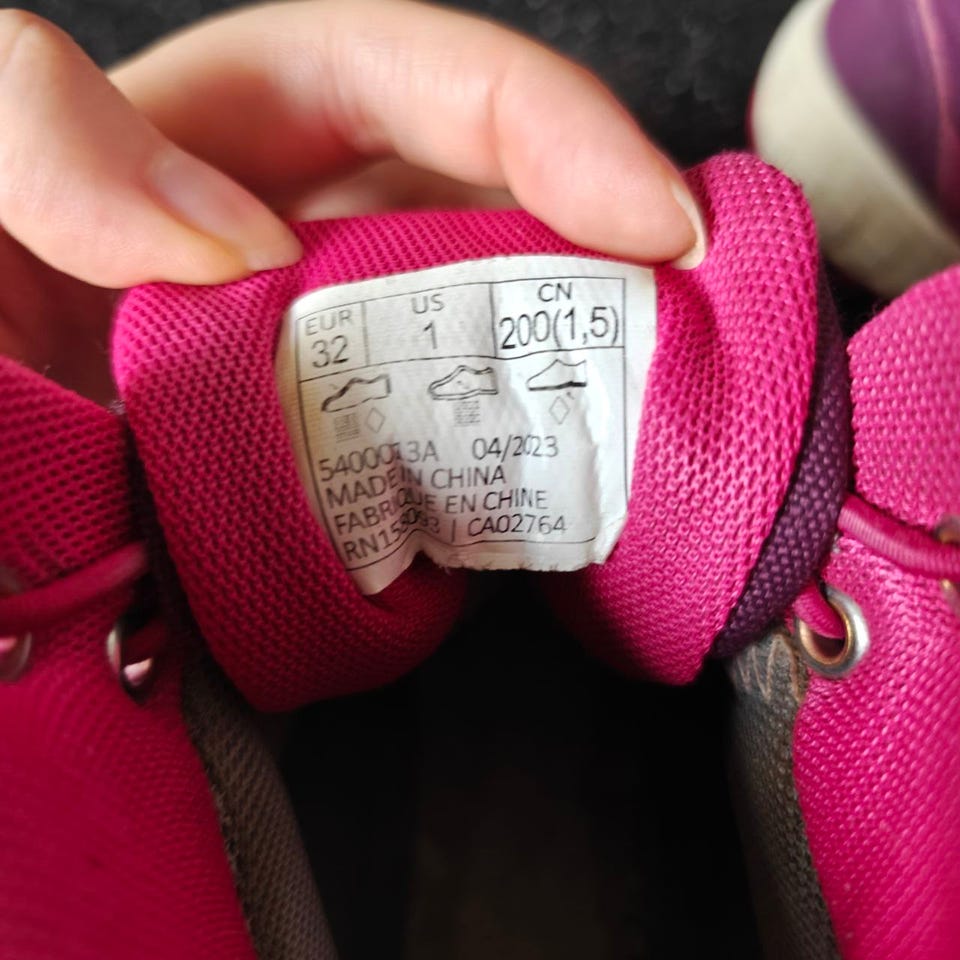 EUR US CN
32 1 200(1,5)
04/2023
MADE IN CHINA
FABRIQUE EN CHINE
CA02764